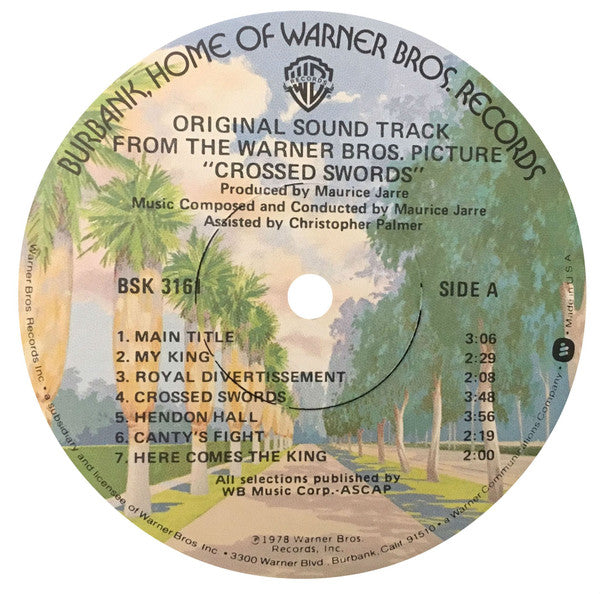 BURBANK, HOME OF WARNER BROS. RECORDS
WB
RECORDS
ORIGINAL SOUND TRACK
FROM THE WARNER BROS. PICTURE
"CROSSED SWORDS"
Produced by Maurice Jarre
Music Composed and Conducted by Maurice Jarre
Assisted by Christopher Palmer
BSK 3161
SIDE A
1. MAIN TITLE 3:06
2. MY KING 2:29
3. ROYAL DIVERTISSEMENT 2:08
4. CROSSED SWORDS 3:48
5. HENDON HALL 3:56
6. CANTY'S FIGHT 2:19
7. HERE COMES THE KING 2:00
All selections published by
WB Music Corp.-ASCAP
℗1978 Warner Bros.
Records, Inc.
Warner Bros. Records Inc. • a subsidiary and licensee of Warner Bros. Inc. • 3300 Warner Blvd., Burbank, Calif. 91510 • a Warner Communications Company. • Made in U.S.A.